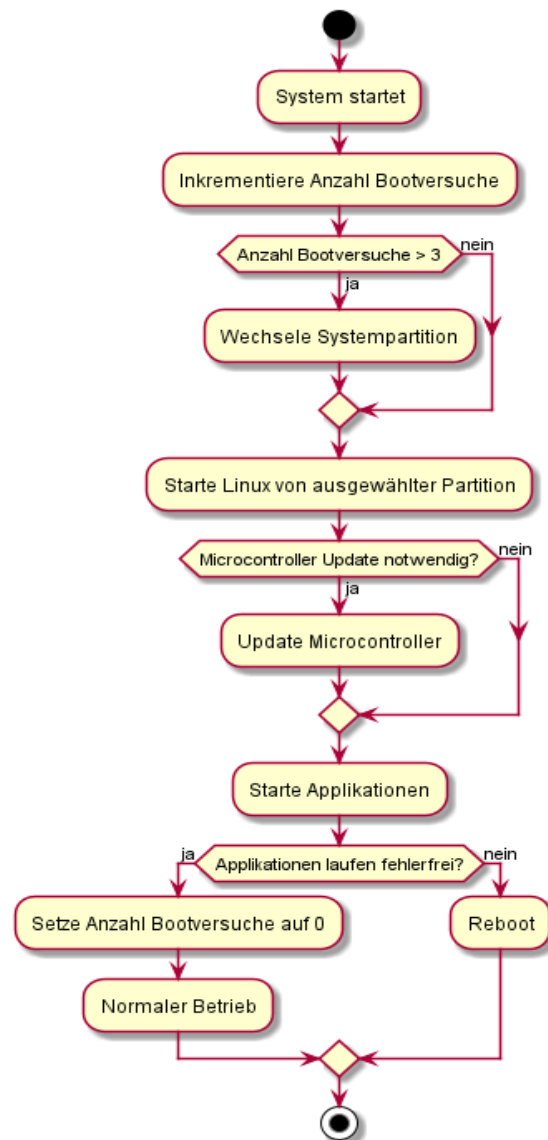 System startet
Inkrementiere Anzahl Bootversuche
Anzahl Bootversuche > 3
nein
ja
Wechsele Systempartition
Starte Linux von ausgewählter Partition
Microcontroller Update notwendig?
nein
ja
Update Microcontroller
Starte Applikationen
ja
Applikationen laufen fehlerfrei?
nein
Setze Anzahl Bootversuche auf 0
Reboot
Normaler Betrieb